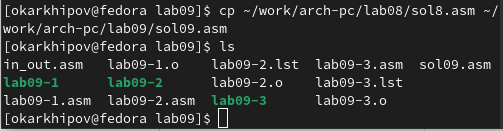 [okarkhipov@fedora lab09]$ cp ~/work/arch-pc/lab08/sol8.asm ~/
work/arch-pc/lab09/sol09.asm
[okarkhipov@fedora lab09]$ ls
in_out.asm lab09-1.o lab09-2.lst lab09-3.asm sol09.asm
lab09-1 lab09-2 lab09-2.o lab09-3.lst
lab09-1.asm lab09-2.asm lab09-3 lab09-3.o
[okarkhipov@fedora lab09]$